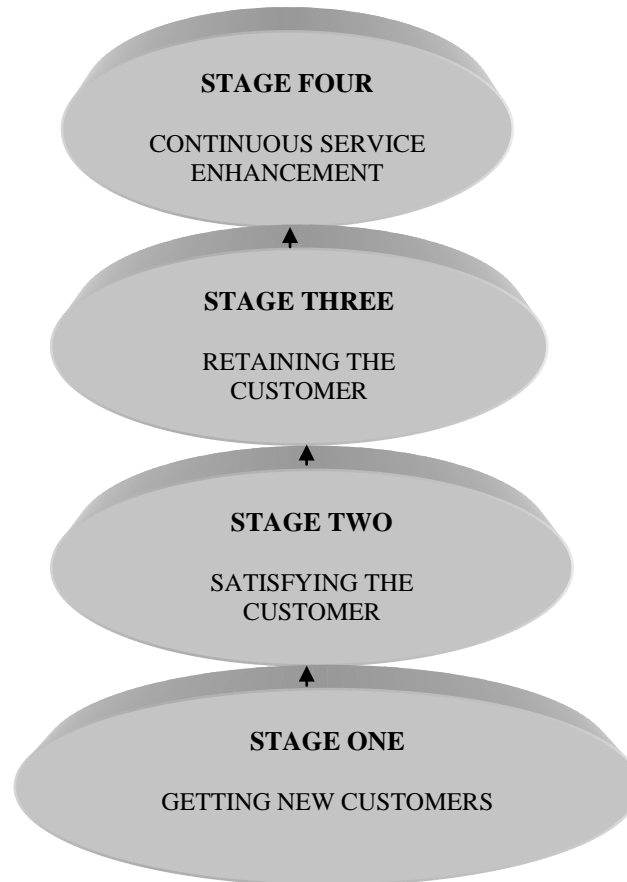 STAGE FOUR
CONTINUOUS SERVICE
ENHANCEMENT
STAGE THREE
RETAINING THE
CUSTOMER
STAGE TWO
SATISFYING THE
CUSTOMER
STAGE ONE
GETTING NEW CUSTOMERS